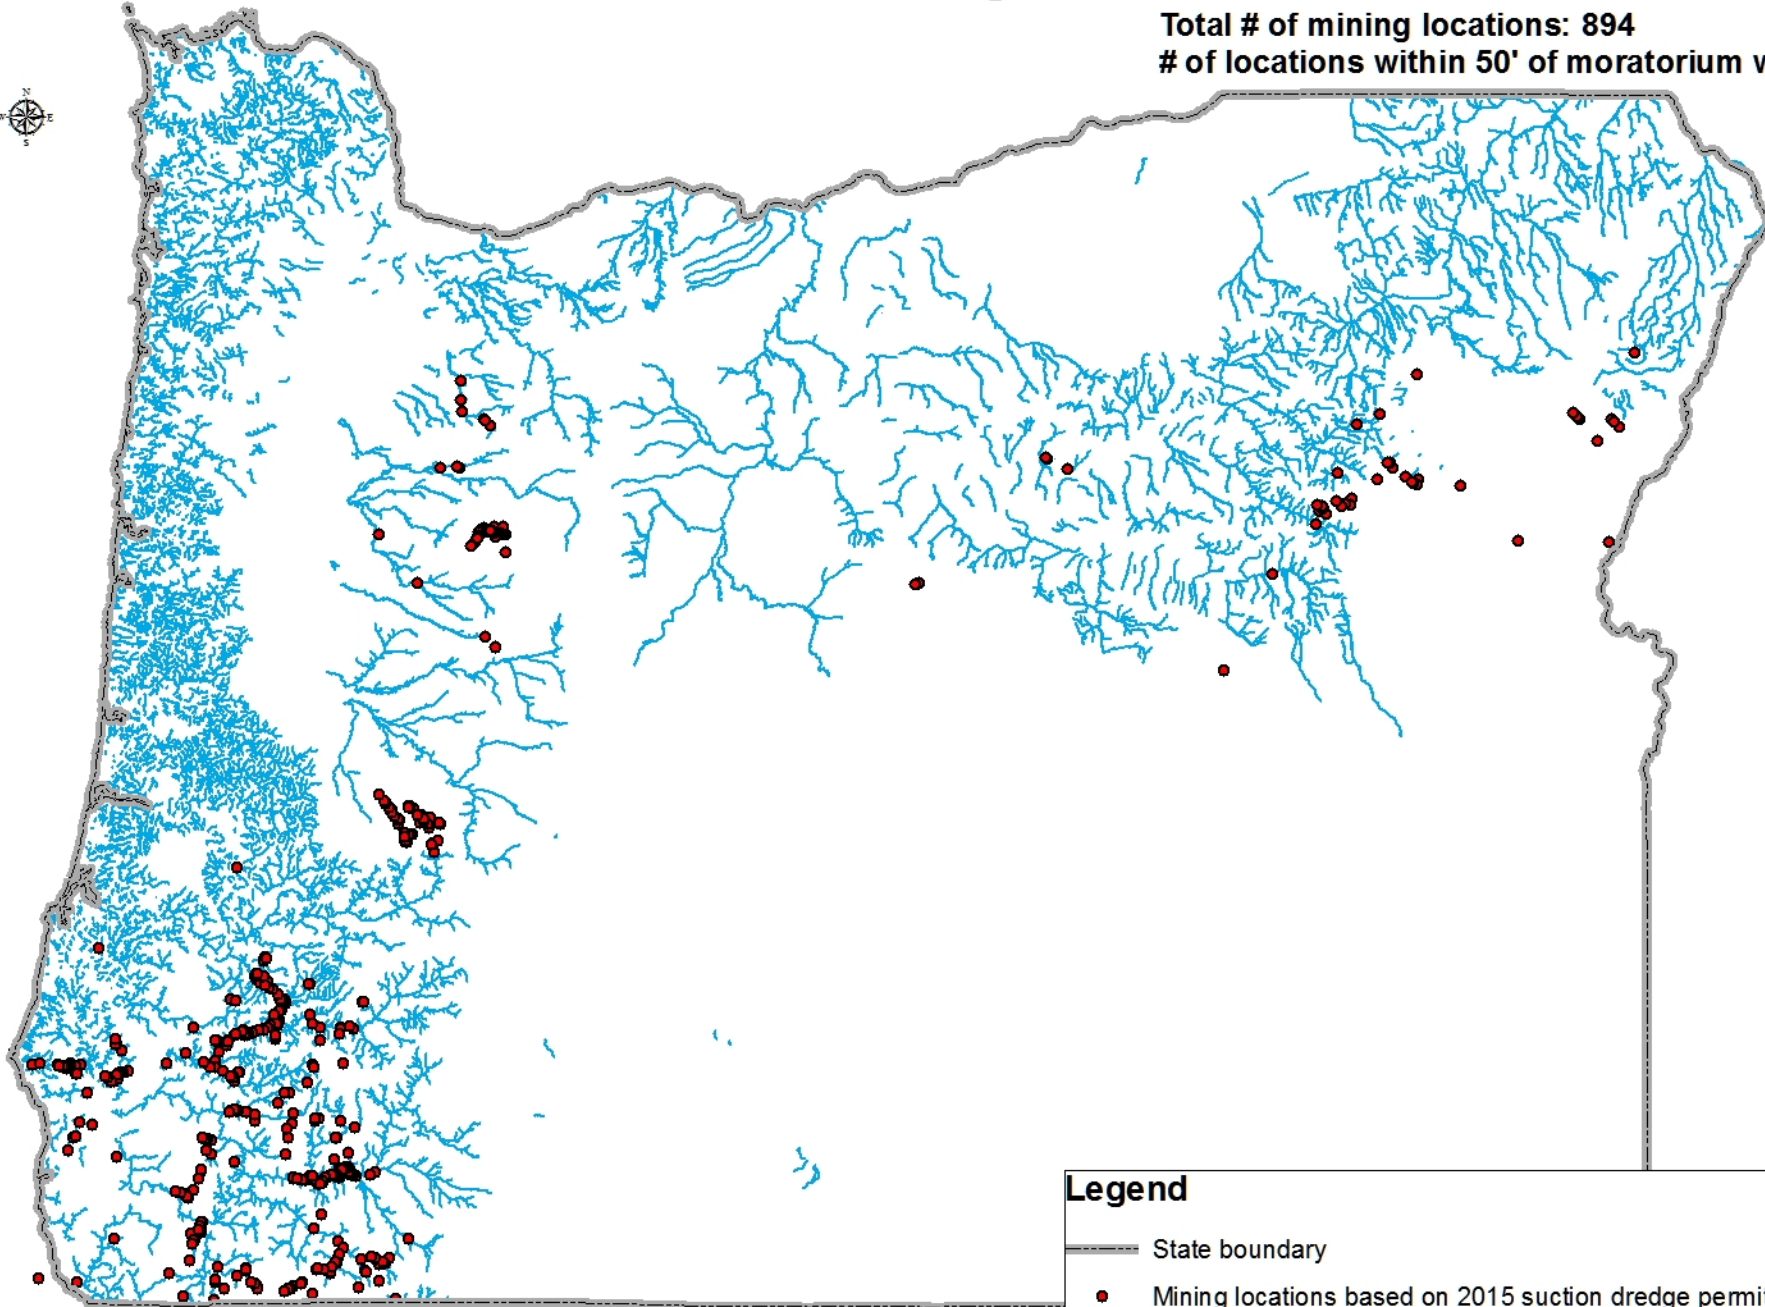 Total # of mining locations: 894
# of locations within 50' of moratorium
N
E
S
Legend
State boundary
Mining locations based on 2015 suction dredge